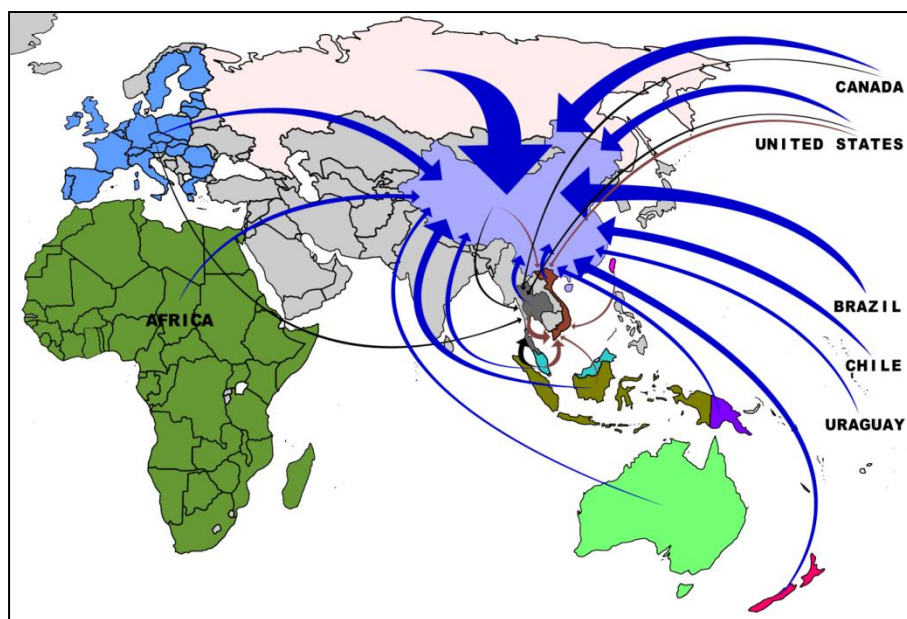 CANADA
UNITED STATES
AFRICA
BRAZIL
CHILE
URAGUAY